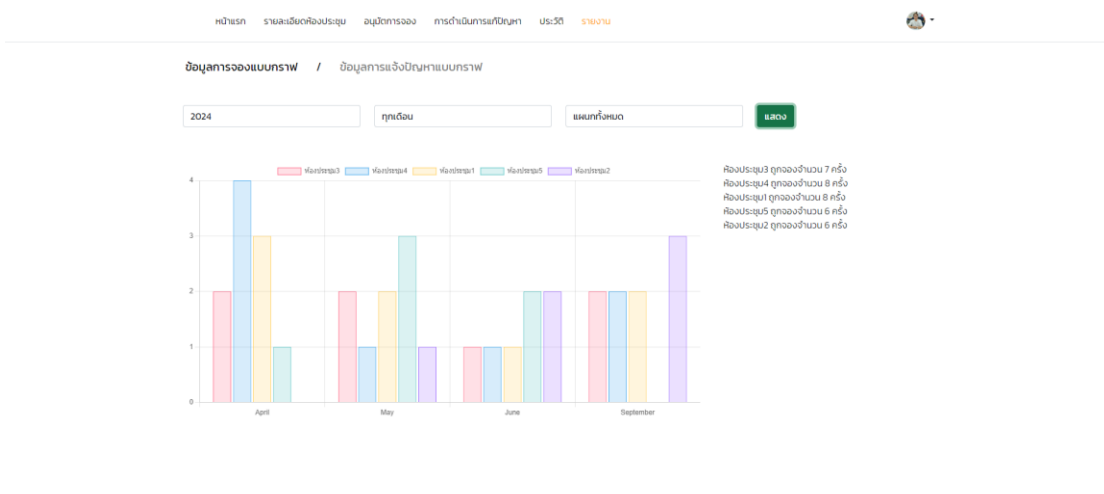 หน้าแรก รายละเอียดห้องประชุม อนุมัตการจอง การดำเนินการแก้ปัญหา ประวัติ รายงาน
ข้อมูลการจองแบบกราฟ / ข้อมูลการแจ้งปัญหาแบบกราฟ
2024 ทุกเดือน แผนกทั้งหมด แสดง
ห้องประชุม3 ห้องประชุม4 ห้องประชุม1 ห้องประชุม5 ห้องประชุม2
4
3
2
1
0
April May June September
ห้องประชุม3 ถูกจองจำนวน 7 ครั้ง
ห้องประชุม4 ถูกจองจำนวน 8 ครั้ง
ห้องประชุม1 ถูกจองจำนวน 8 ครั้ง
ห้องประชุม5 ถูกจองจำนวน 6 ครั้ง
ห้องประชุม2 ถูกจองจำนวน 6 ครั้ง